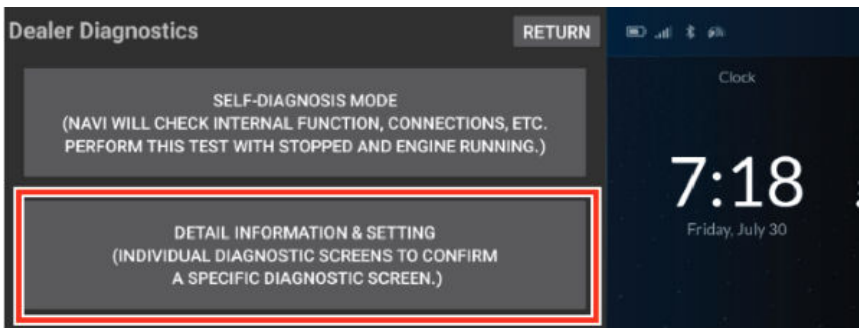 Dealer Diagnostics
RETURN
SELF-DIAGNOSIS MODE
(NAVI WILL CHECK INTERNAL FUNCTION, CONNECTIONS, ETC.
PERFORM THIS TEST WITH STOPPED AND ENGINE RUNNING.)
DETAIL INFORMATION & SETTING
(INDIVIDUAL DIAGNOSTIC SCREENS TO CONFIRM
A SPECIFIC DIAGNOSTIC SCREEN.)
Clock
7:18
Friday, July 30